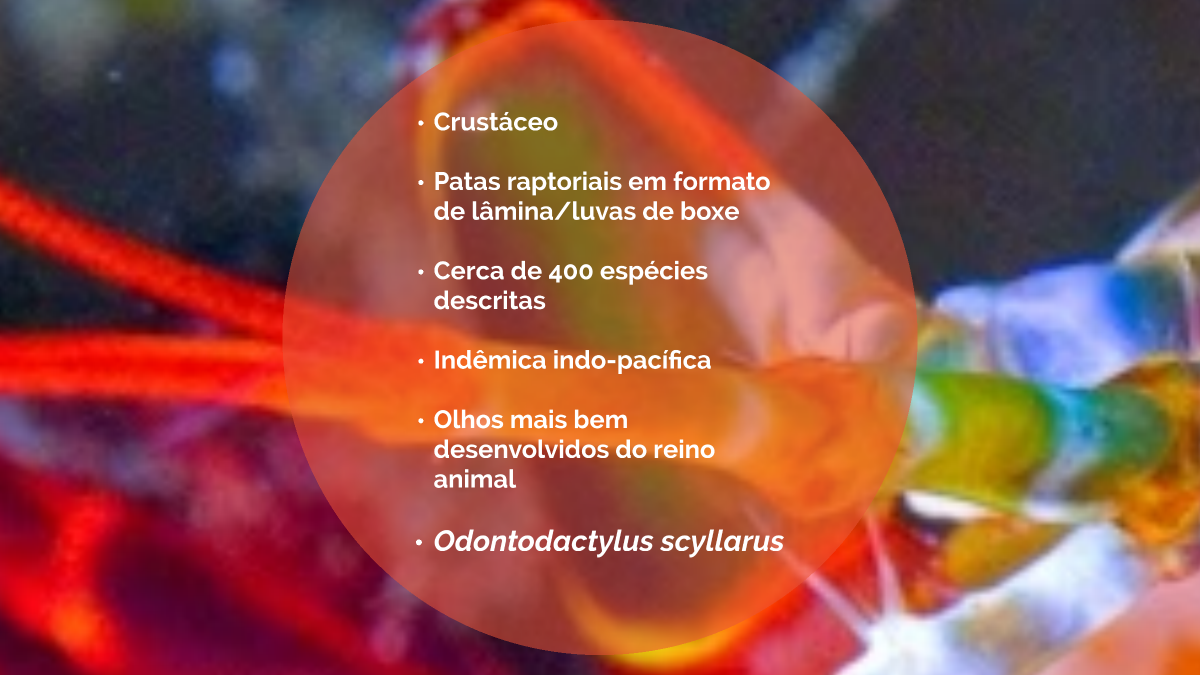 • Crustáceo
• Patas raptoriais em formato
de lâmina/luvas de boxe
• Cerca de 400 espécies
descritas
• Indêmica indo-pacífica
• Olhos mais bem
desenvolvidos do reino
animal
• Odontodactylus scyllarus